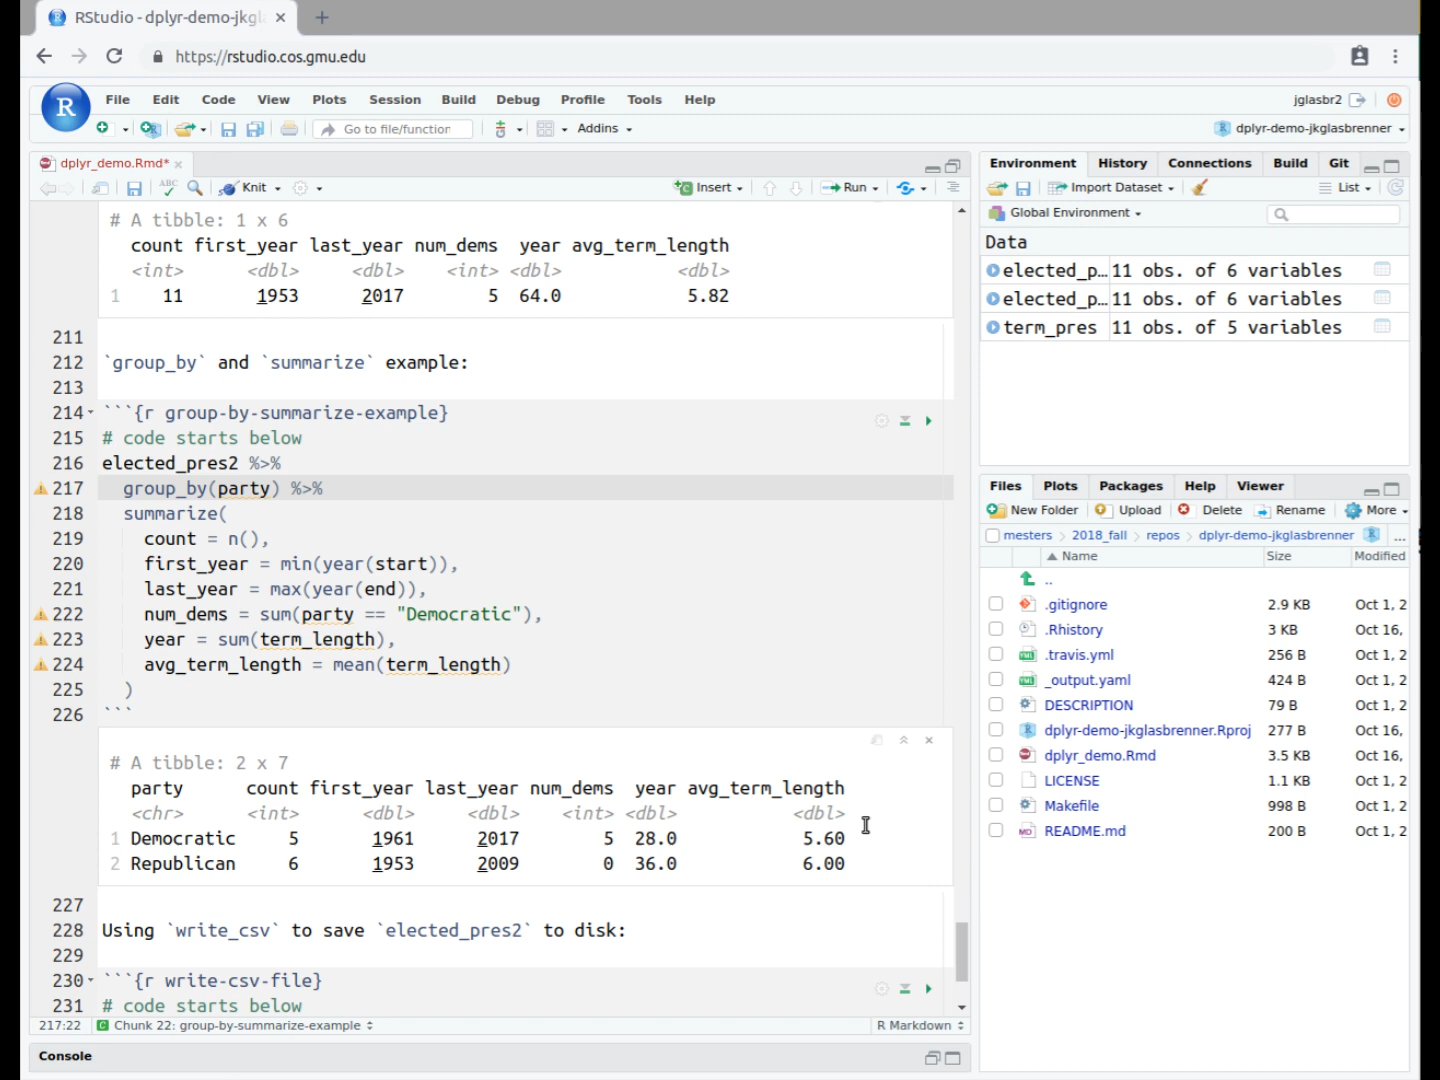 RStudio - dplyr-demo-jkgla
https://rstudio.cos.gmu.edu
R
File Edit Code View Plots Session Build Debug Profile Tools Help
jglasbr2
Go to file/function
Addins
dplyr-demo-jkglasbrenner
dplyr_demo.Rmd*
ABC
Knit
Insert
Run
# A tibble: 1 x 6
count first_year last_year num_dems year avg_term_length
<int> <dbl> <dbl> <int> <dbl> <dbl>
1 11 1953 2017 5 64.0 5.82
211
212 `group_by` and `summarize` example:
213
214 ```{r group-by-summarize-example}
215 # code starts below
216 elected_pres2 %>%
217 group_by(party) %>%
218 summarize(
219 count = n(),
220 first_year = min(year(start)),
221 last_year = max(year(end)),
222 num_dems = sum(party == "Democratic"),
223 year = sum(term_length),
224 avg_term_length = mean(term_length)
225 )
226 ```
# A tibble: 2 x 7
party count first_year last_year num_dems year avg_term_length
<chr> <int> <dbl> <dbl> <int> <dbl> <dbl>
1 Democratic 5 1961 2017 5 28.0 5.60
2 Republican 6 1953 2009 0 36.0 6.00
227
228 Using `write_csv` to save `elected_pres2` to disk:
229
230 ```{r write-csv-file}
231 # code starts below
217:22 Chunk 22: group-by-summarize-example R Markdown
Console
Environment History Connections Build Git
Import Dataset List
Global Environment
Data
elected_p… 11 obs. of 6 variables
elected_p… 11 obs. of 6 variables
term_pres 11 obs. of 5 variables
Files Plots Packages Help Viewer
New Folder Upload Delete Rename More
mesters > 2018_fall > repos > dplyr-demo-jkglasbrenner ...
Name Size Modified
..
.gitignore 2.9 KB Oct 1, 2
.Rhistory 3 KB Oct 16,
.travis.yml 256 B Oct 1, 2
_output.yaml 424 B Oct 1, 2
DESCRIPTION 79 B Oct 1, 2
dplyr-demo-jkglasbrenner.Rproj 277 B Oct 16,
dplyr_demo.Rmd 3.5 KB Oct 16,
LICENSE 1.1 KB Oct 1, 2
Makefile 998 B Oct 1, 2
README.md 200 B Oct 1, 2